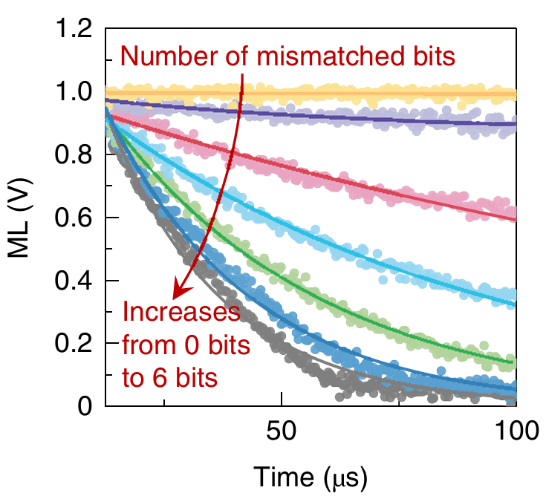 1.2
Number of mismatched bits
1.0
0.8
ML (V)
0.6
0.4
Increases
from 0 bits
0.2
to 6 bits
0
50
100
Time (μs)